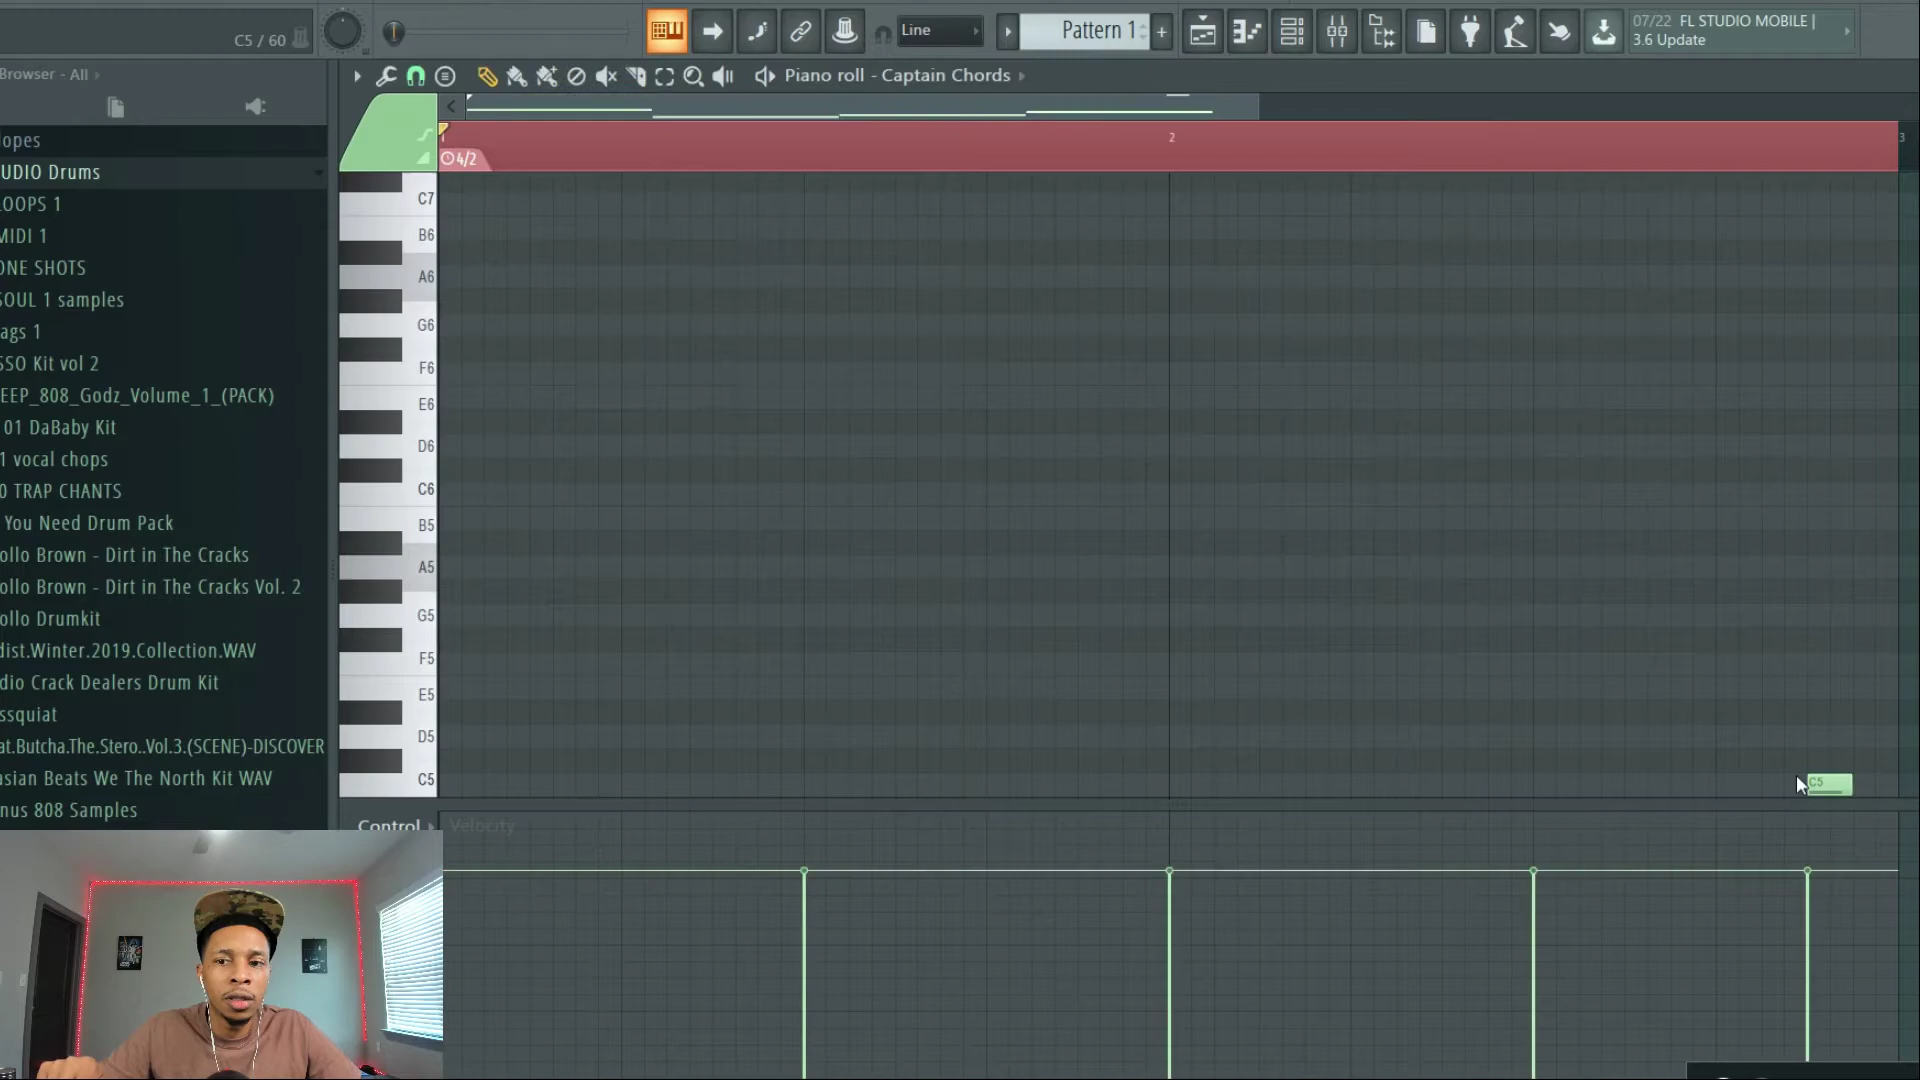 C5 / 60
Line
Pattern 1
+
07/22 FL STUDIO MOBILE |
3.6 Update
Browser - All
Piano roll - Captain Chords
opes
UDIO Drums
LOOPS 1
MIDI 1
ONE SHOTS
SOUL 1 samples
ags 1
SSO Kit vol 2
EEP_808_Godz_Volume_1_(PACK)
01 DaBaby Kit
1 vocal chops
0 TRAP CHANTS
You Need Drum Pack
ollo Brown - Dirt in The Cracks
ollo Brown - Dirt in The Cracks Vol. 2
ollo Drumkit
dist.Winter.2019.Collection.WAV
dio Crack Dealers Drum Kit
ssquiat
at.Butcha.The.Stero..Vol.3.(SCENE)-DISCOVER
asian Beats We The North Kit WAV
nus 808 Samples
1
2
3
4/2
C7
B6
A6
G6
F6
E6
D6
C6
B5
A5
G5
F5
E5
D5
C5
C5
Control
Velocity